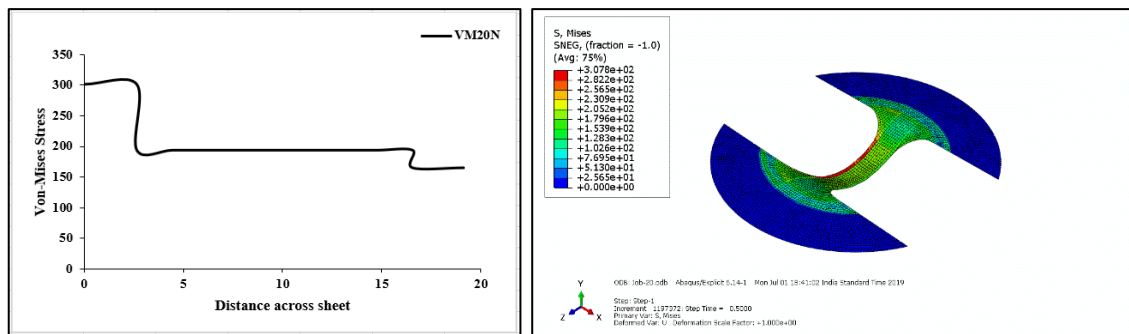 VM20N
350
300
250
200
150
100
50
0
Von-Mises Stress
0
5
10
15
20
Distance across sheet
S, Mises
SNEG, (fraction = -1.0)
(Avg: 75%)
+3.078e+02
+2.822e+02
+2.565e+02
+2.309e+02
+2.052e+02
+1.796e+02
+1.539e+02
+1.283e+02
+1.026e+02
+7.695e+01
+5.130e+01
+2.565e+01
+0.000e+00
Y
Z
X
ODB: Job-20.odb Abaqus/Explicit 6.14-1 Mon Jul 01 18:41:02 India Standard Time 2019
Step: Step-1
Increment 1197372: Step Time = 0.5000
Primary Var: S, Mises
Deformed Var: U Deformation Scale Factor: +1.000e+00